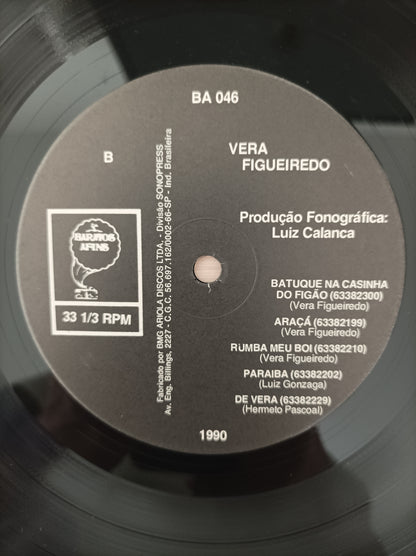 BA 046
B
VERA
FIGUEIREDO
Produção Fonográfica:
Luiz Calanca
BARATOS
AFINS
33 1/3 RPM
Fabricado por BMG ARIOLA DISCOS LTDA. - Divisão SONOPRESS
Av. Eng. Billings, 2227 - C.G.C. 56.697.162/0002-66-SP - Ind. Brasileira
BATUQUE NA CASINHA
DO FIGÃO (63382300)
(Vera Figueiredo)
ARAÇÁ (63382199)
(Vera Figueiredo)
RUMBA MEU BOI (63382210)
(Vera Figueiredo)
PARAIBA (63382202)
(Luiz Gonzaga)
DE VERA (63382229)
(Hermeto Pascoal)
1990